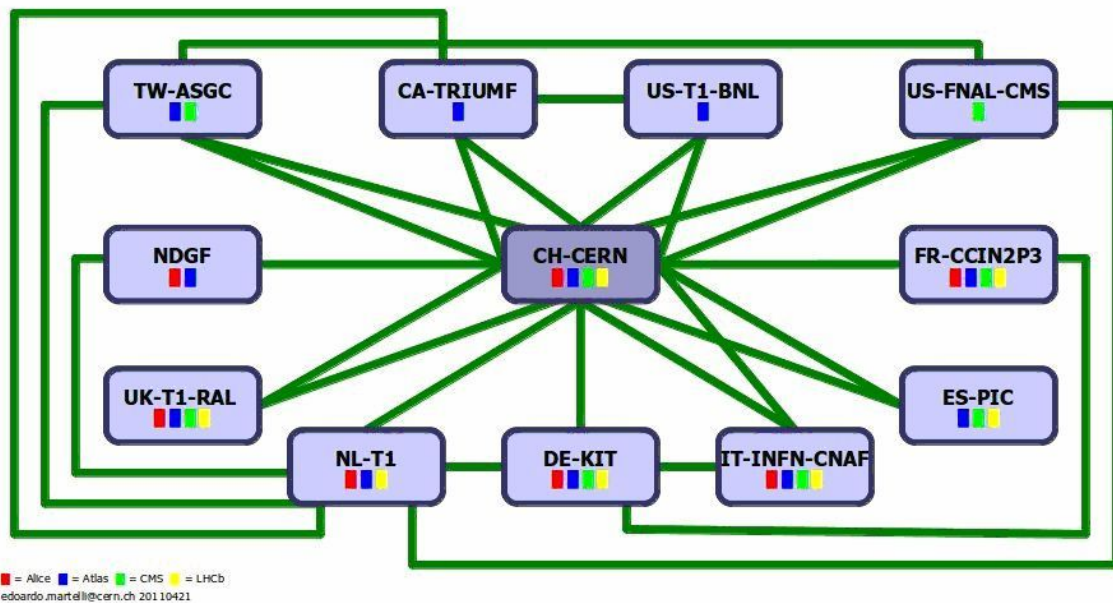 TW-ASGC
CA-TRIUMF
US-T1-BNL
US-FNAL-CMS
NDGF
CH-CERN
FR-CCIN2P3
UK-T1-RAL
ES-PIC
NL-T1
DE-KIT
IT-INFN-CNAF
= Alice = Atlas = CMS = LHCb
edoardo.martelli@cern.ch 20110421